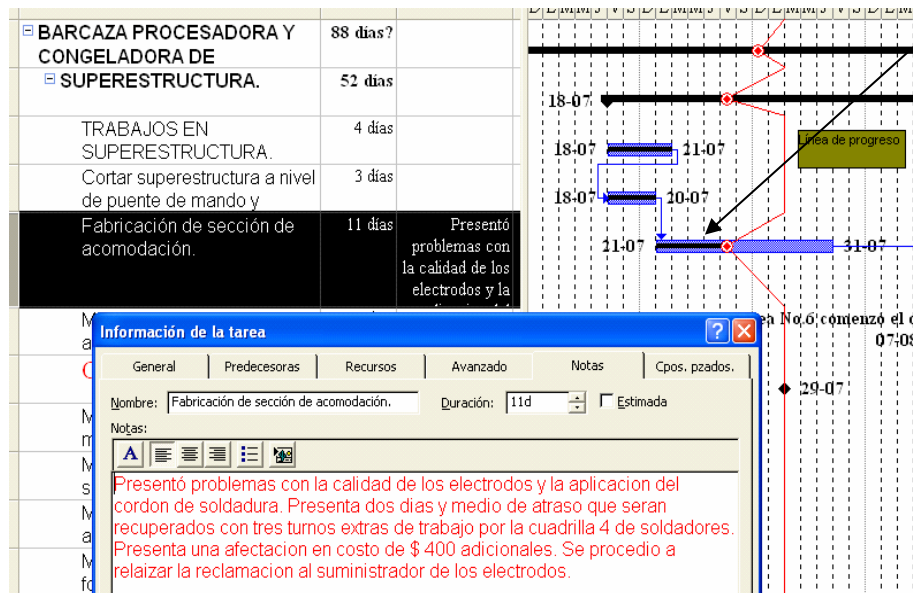 BARCAZA PROCESADORA Y
CONGELADORA DE
88 días?
SUPERESTRUCTURA.
52 días
TRABAJOS EN
SUPERESTRUCTURA.
4 días
Cortar superestructura a nivel
de puente de mando y
3 días
Fabricación de sección de
acomodación.
11 días
Presentó
problemas con
la calidad de los
electrodos y la
18-07
18-07
21-07
18-07
20-07
21-07
31-07
Línea de progreso
No.6 comenzó el
07-08
29-07
Información de la tarea
General
Predecesoras
Recursos
Avanzado
Notas
Cpos. pzados.
Nombre: Fabricación de sección de acomodación.
Duración: 11d
Estimada
Notas:
A
Presentó problemas con la calidad de los electrodos y la aplicacion del
cordon de soldadura. Presenta dos dias y medio de atraso que seran
recuperados con tres turnos extras de trabajo por la cuadrilla 4 de soldadores.
Presenta una afectacion en costo de $ 400 adicionales. Se procedio a
relaizar la reclamacion al suministrador de los electrodos.